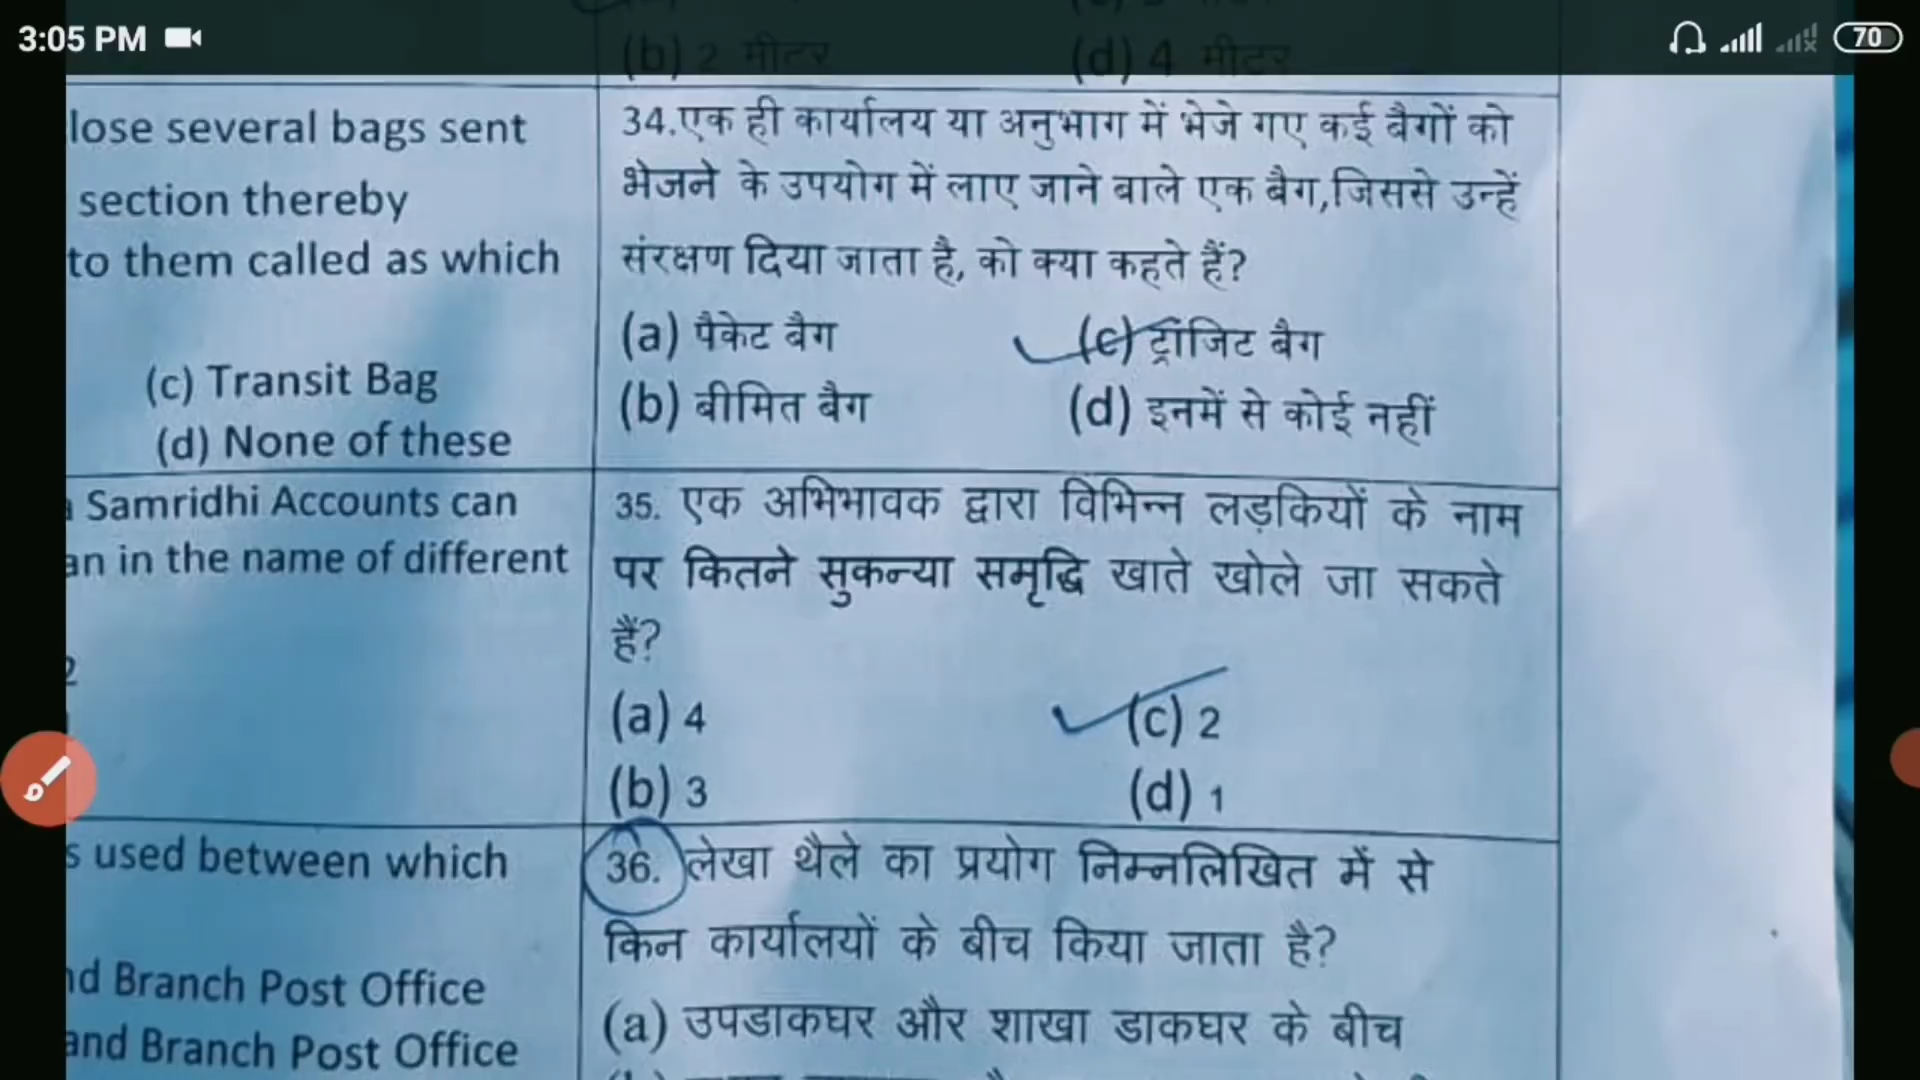 3:05 PM
70
(b) 2 मीटर
(d) 4 मीटर
lose several bags sent
section thereby
to them called as which
(c) Transit Bag
(d) None of these
34.एक ही कार्यालय या अनुभाग में भेजे गए कई बैगों को
भेजने के उपयोग में लाए जाने वाले एक बैग,जिससे उन्हें
संरक्षण दिया जाता है, को क्या कहते हैं?
(a) पैकेट बैग
(c) ट्रांजिट बैग
(b) बीमित बैग
(d) इनमें से कोई नहीं
Samridhi Accounts can
an in the name of different
2
35. एक अभिभावक द्वारा विभिन्न लड़कियों के नाम
पर कितने सुकन्या समृद्धि खाते खोले जा सकते
हैं?
(a) 4
(c) 2
(b) 3
(d) 1
s used between which
nd Branch Post Office
and Branch Post Office
36. लेखा थैले का प्रयोग निम्नलिखित में से
किन कार्यालयों के बीच किया जाता है?
(a) उपडाकघर और शाखा डाकघर के बीच